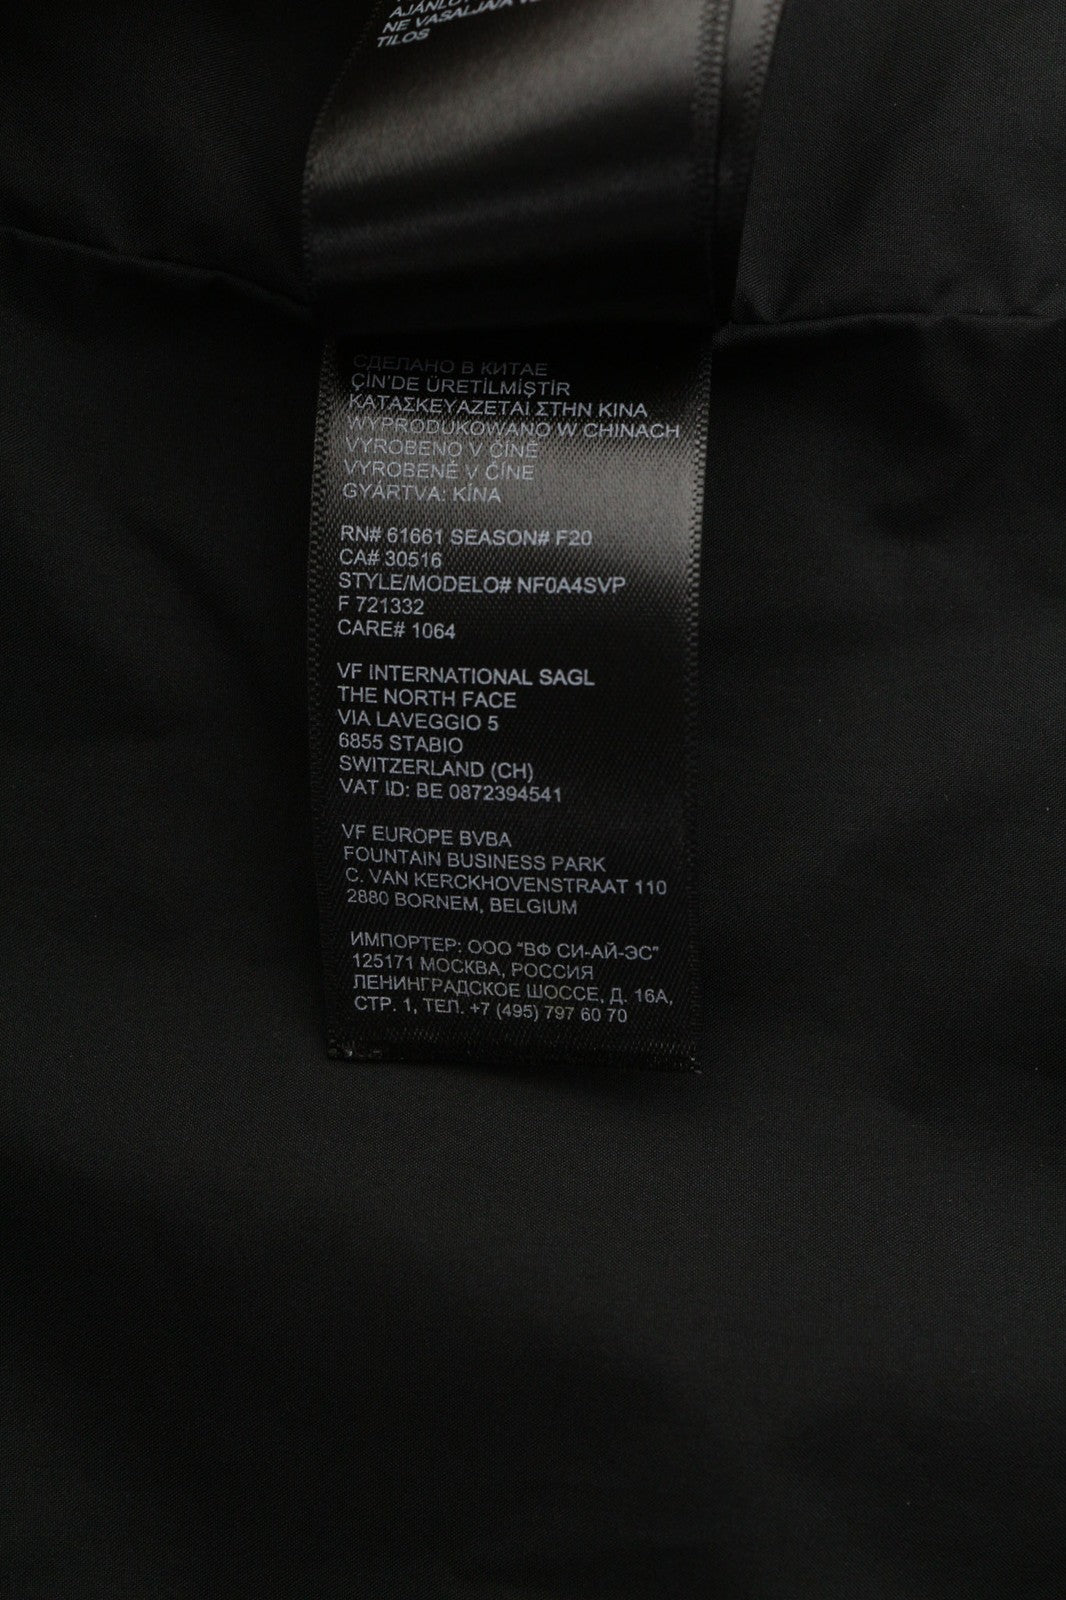 AJÁNLO
NE VASALJA/A
TILOS
СДЕЛАНО В КИТАЕ
ÇİN'DE ÜRETİLMİŞTİR
ΚΑΤΑΣΚΕΥΑΖΕΤΑΙ ΣΤΗΝ ΚΙΝΑ
WYPRODUKOWANO W CHINACH
VYROBENO V ČÍNĚ
VYROBENÉ V ČÍNE
GYÁRTVA: KÍNA
RN# 61661 SEASON# F20
CA# 30516
STYLE/MODELO# NF0A4SVP
F 721332
CARE# 1064
VF INTERNATIONAL SAGL
THE NORTH FACE
VIA LAVEGGIO 5
6855 STABIO
SWITZERLAND (CH)
VAT ID: BE 0872394541
VF EUROPE BVBA
FOUNTAIN BUSINESS PARK
C. VAN KERCKHOVENSTRAAT 110
2880 BORNEM, BELGIUM
ИМПОРТЕР: ООО "ВФ СИ-АЙ-ЭС"
125171 МОСКВА, РОССИЯ
ЛЕНИНГРАДСКОЕ ШОССЕ, Д. 16А,
СТР. 1, ТЕЛ. +7 (495) 797 60 70